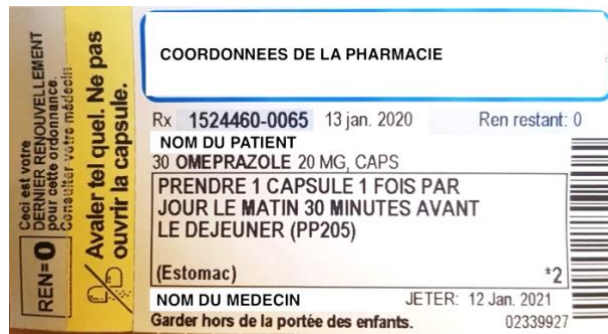 COORDONNEES DE LA PHARMACIE
Rx 1524460-0065 13 jan. 2020 Ren restant: 0
NOM DU PATIENT
30 OMEPRAZOLE 20 MG, CAPS
PRENDRE 1 CAPSULE 1 FOIS PAR
JOUR LE MATIN 30 MINUTES AVANT
LE DEJEUNER (PP205)
(Estomac) *2
NOM DU MEDECIN JETER: 12 Jan. 2021
Garder hors de la portée des enfants. 02339927
Ceci est votre
DERNIER RENOUVELLEMENT
pour cette ordonnance.
Consulter votre médecin.
REN=0
Avaler tel quel. Ne pas
ouvrir la capsule.